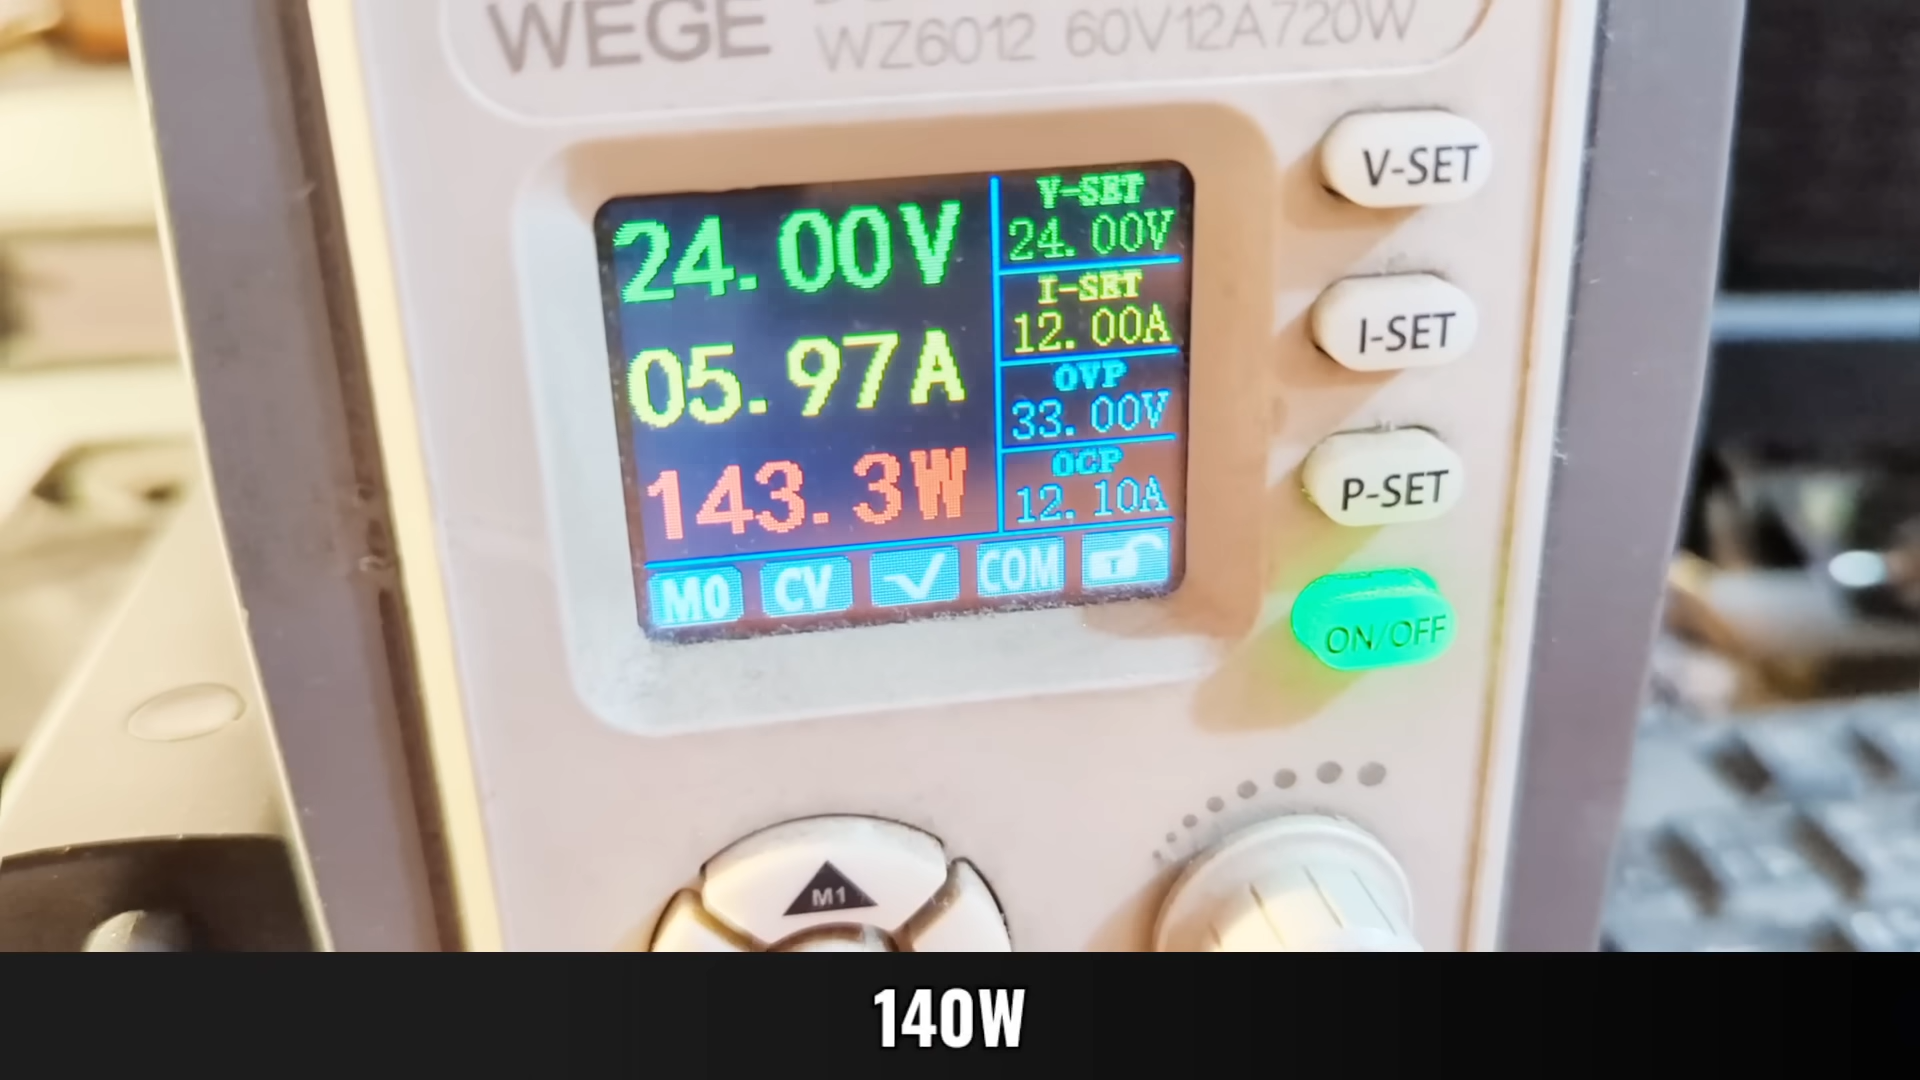 WEGE WZ6012 60V12A720W
24.00V
05.97A
143.3W
V-SET
24.00V
I-SET
12.00A
OVP
33.00V
OCP
12.10A
M0 CV COM
V-SET
I-SET
P-SET
ON/OFF
M1
140W